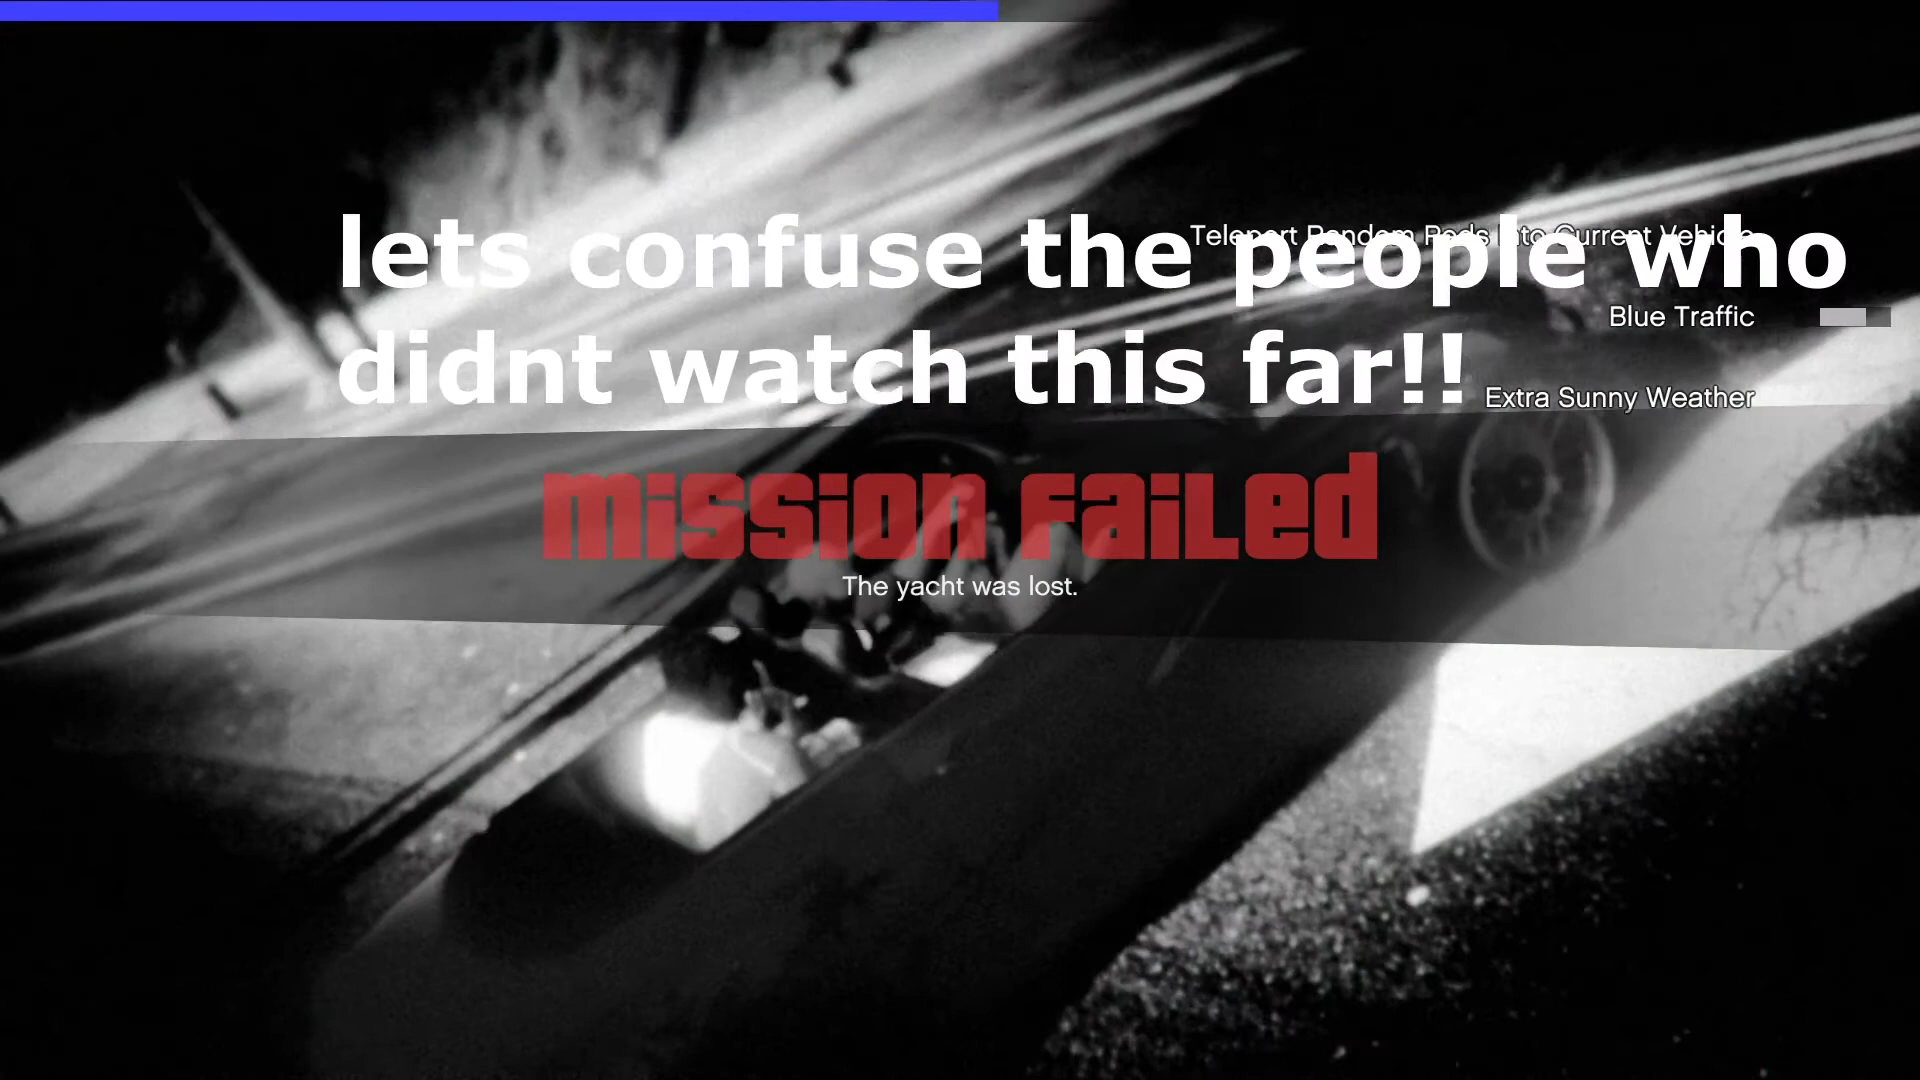 lets confuse the people who
didnt watch this far!!
Teleport Random Peds Into Current Vehicle
Blue Traffic
Extra Sunny Weather
mission failed
The yacht was lost.